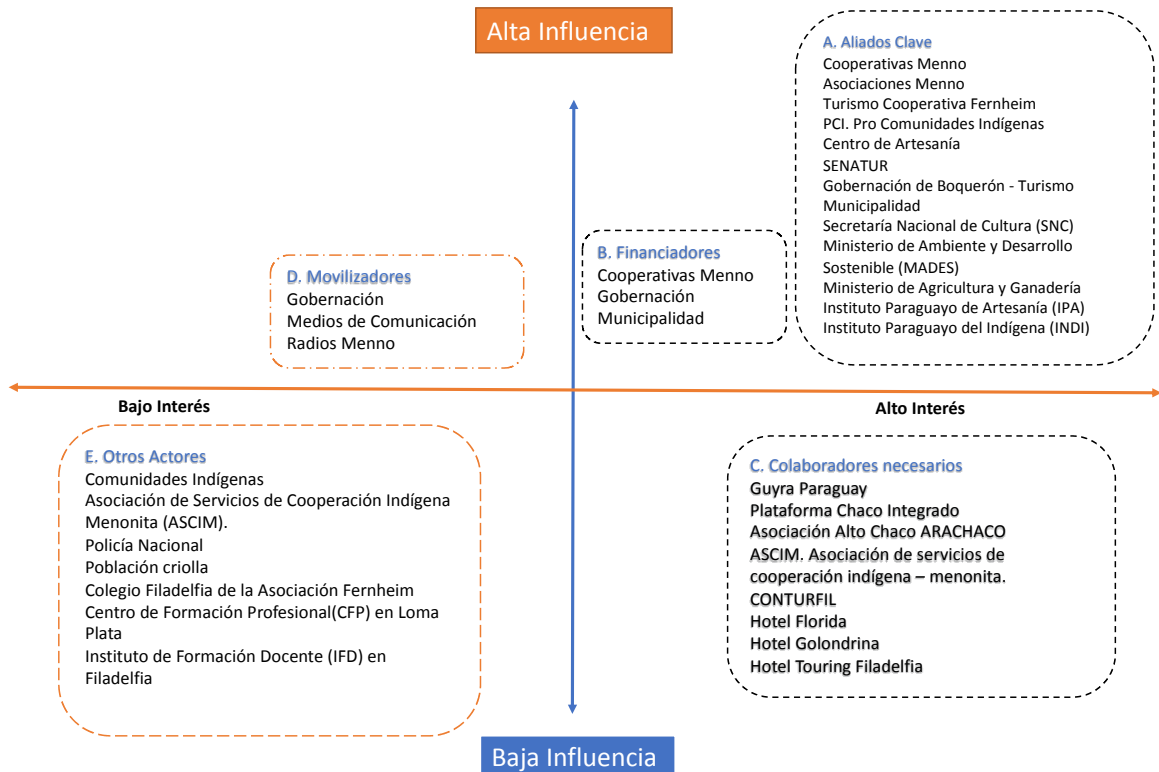 Alta Influencia
A. Aliados Clave
Cooperativas Menno
Asociaciones Menno
Turismo Cooperativa Fernheim
PCI. Pro Comunidades Indígenas
Centro de Artesanía
SENATUR
Gobernación de Boquerón - Turismo
Municipalidad
Secretaría Nacional de Cultura (SNC)
Ministerio de Ambiente y Desarrollo
Sostenible (MADES)
Ministerio de Agricultura y Ganadería
Instituto Paraguayo de Artesanía (IPA)
Instituto Paraguayo del Indígena (INDI)
B. Financiadores
Cooperativas Menno
Gobernación
Municipalidad
D. Movilizadores
Gobernación
Medios de Comunicación
Radios Menno
Bajo Interés
Alto Interés
E. Otros Actores
Comunidades Indígenas
Asociación de Servicios de Cooperación Indígena
Menonita (ASCIM).
Policía Nacional
Población criolla
Colegio Filadelfia de la Asociación Fernheim
Centro de Formación Profesional(CFP) en Loma
Plata
Instituto de Formación Docente (IFD) en
Filadelfia
C. Colaboradores necesarios
Guyra Paraguay
Plataforma Chaco Integrado
Asociación Alto Chaco ARACHACO
ASCIM. Asociación de servicios de
cooperación indígena – menonita.
CONTURFIL
Hotel Florida
Hotel Golondrina
Hotel Touring Filadelfia
Baja Influencia